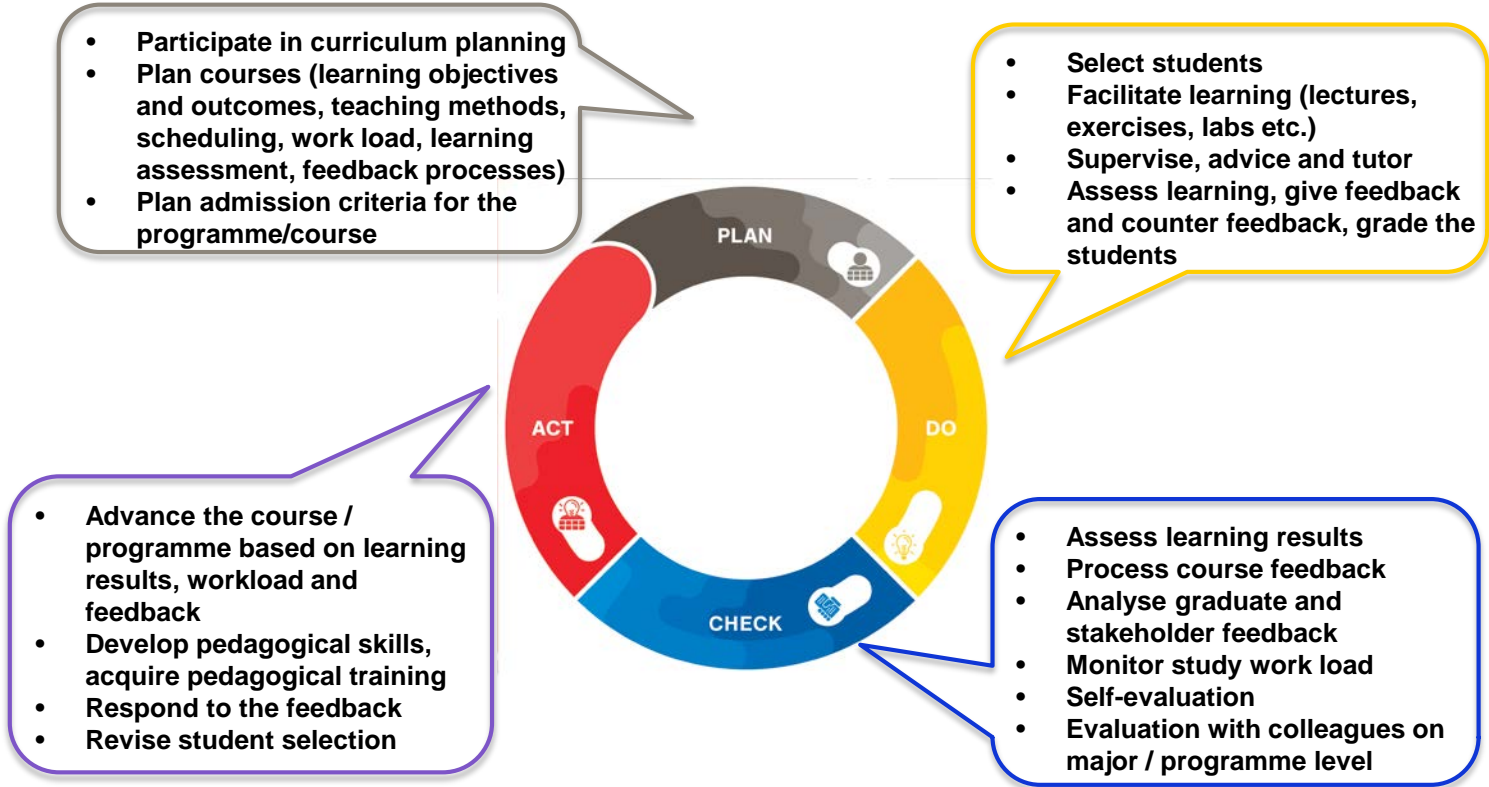 • Participate in curriculum planning
• Plan courses (learning objectives
and outcomes, teaching methods,
scheduling, work load, learning
assessment, feedback processes)
• Plan admission criteria for the
programme/course
• Select students
• Facilitate learning (lectures,
exercises, labs etc.)
• Supervise, advice and tutor
• Assess learning, give feedback
and counter feedback, grade the
students
PLAN
ACT
DO
CHECK
• Advance the course /
programme based on learning
results, workload and
feedback
• Develop pedagogical skills,
acquire pedagogical training
• Respond to the feedback
• Revise student selection
• Assess learning results
• Process course feedback
• Analyse graduate and
stakeholder feedback
• Monitor study work load
• Self-evaluation
• Evaluation with colleagues on
major / programme level